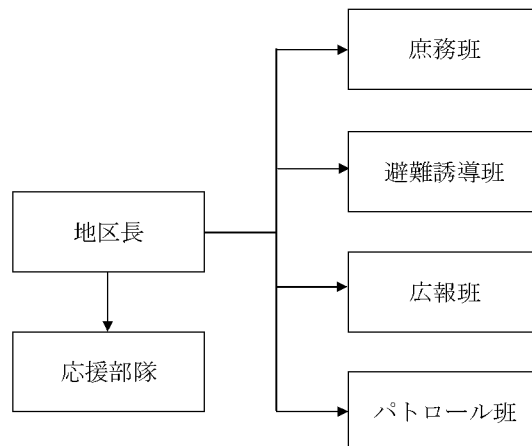 庶務班
避難誘導班
地区長
広報班
応援部隊
パトロール班